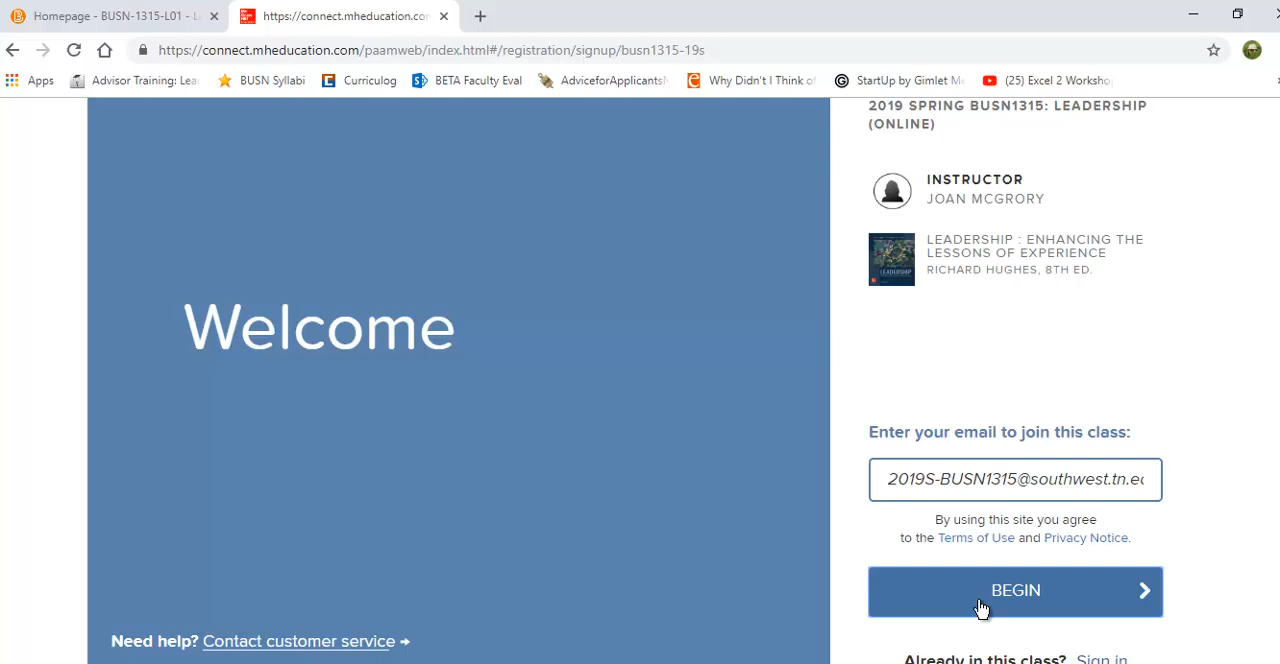 Homepage - BUSN-1315-L01 - L
https://connect.mheducation.co
https://connect.mheducation.com/paamweb/index.html#/registration/signup/busn1315-19s
Apps
Advisor Training: Lea
BUSN Syllabi
Curriculog
BETA Faculty Eval
AdviceforApplicants
Why Didn't I Think of
StartUp by Gimlet Me
(25) Excel 2 Worksho
2019 SPRING BUSN1315: LEADERSHIP
(ONLINE)
INSTRUCTOR
JOAN MCGRORY
LEADERSHIP : ENHANCING THE
LESSONS OF EXPERIENCE
RICHARD HUGHES, 8TH ED.
LEADERSHIP
Welcome
Enter your email to join this class:
2019S-BUSN1315@southwest.tn.ec
By using this site you agree
to the Terms of Use and Privacy Notice.
BEGIN
Need help? Contact customer service
Already in this class? Sign in